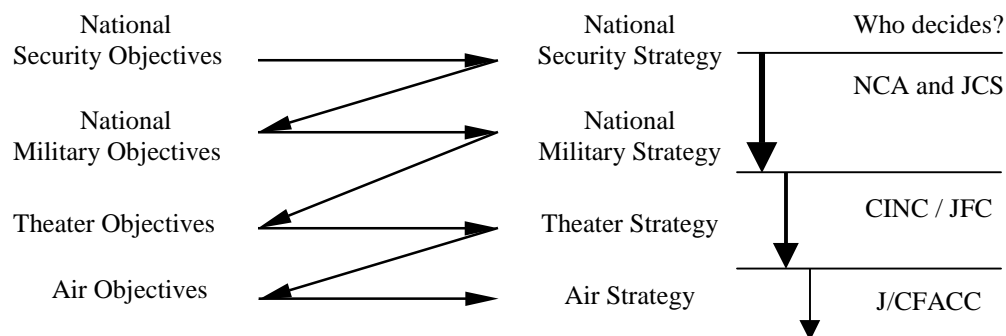 National
Security Objectives
National
Security Strategy
Who decides?
NCA and JCS
National
Military Objectives
National
Military Strategy
CINC / JFC
Theater Objectives
Theater Strategy
Air Objectives
Air Strategy
J/CFACC